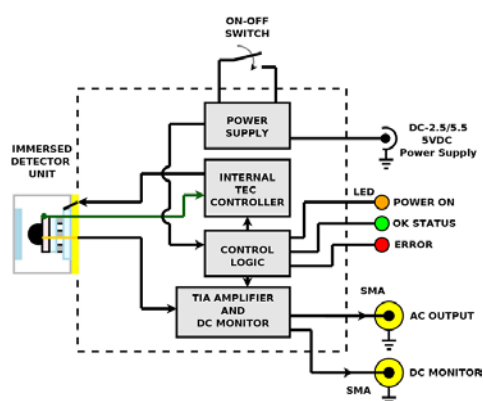 ON-OFF
SWITCH
POWER
SUPPLY
DC-2.5/5.5
5VDC
Power Supply
IMMERSED
DETECTOR
UNIT
INTERNAL
TEC
CONTROLLER
LED
POWER ON
OK STATUS
ERROR
CONTROL
LOGIC
TIA AMPLIFIER
AND
DC MONITOR
SMA
AC OUTPUT
DC MONITOR
SMA